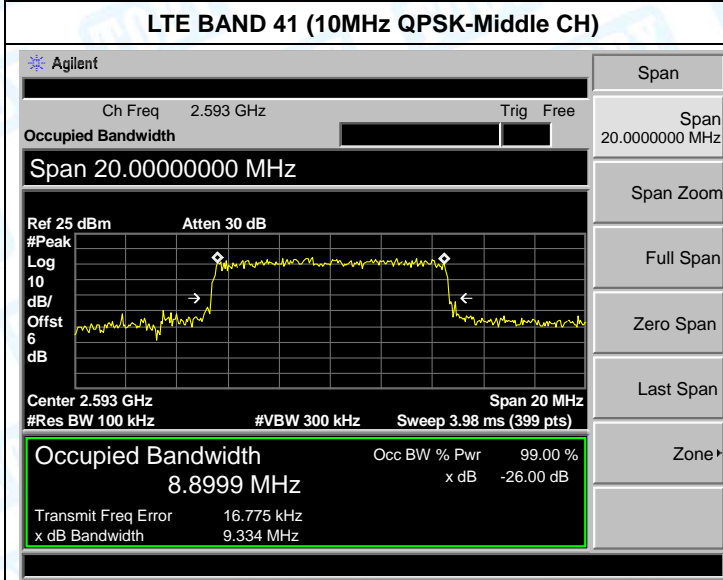 LTE BAND 41 (10MHz QPSK-Middle CH)
Agilent
Span
Ch Freq 2.593 GHz Trig Free
Occupied Bandwidth
Span
20.0000000 MHz
Span 20.00000000 MHz
Span Zoom
Ref 25 dBm Atten 30 dB
#Peak
Log
10
dB/
Offst
6
dB
Full Span
Zero Span
Last Span
Center 2.593 GHz Span 20 MHz
#Res BW 100 kHz #VBW 300 kHz Sweep 3.98 ms (399 pts)
Occupied Bandwidth Occ BW % Pwr 99.00 %
8.8999 MHz x dB -26.00 dB
Zone
Transmit Freq Error 16.775 kHz
x dB Bandwidth 9.334 MHz